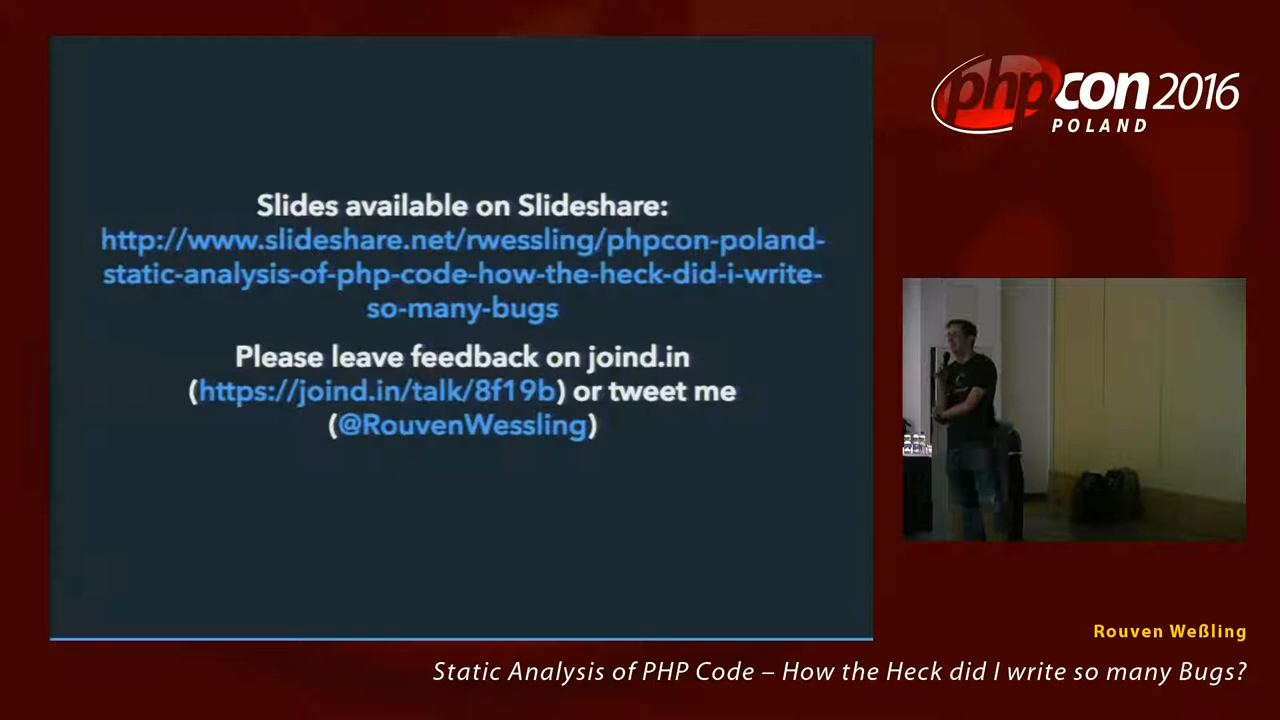 Slides available on Slideshare:
http://www.slideshare.net/rwessling/phpcon-poland-
static-analysis-of-php-code-how-the-heck-did-i-write-
so-many-bugs
Please leave feedback on joind.in
(https://joind.in/talk/8f19b) or tweet me
(@RouvenWessling)
phpcon 2016
POLAND
Rouven Weßling
Static Analysis of PHP Code – How the Heck did I write so many Bugs?